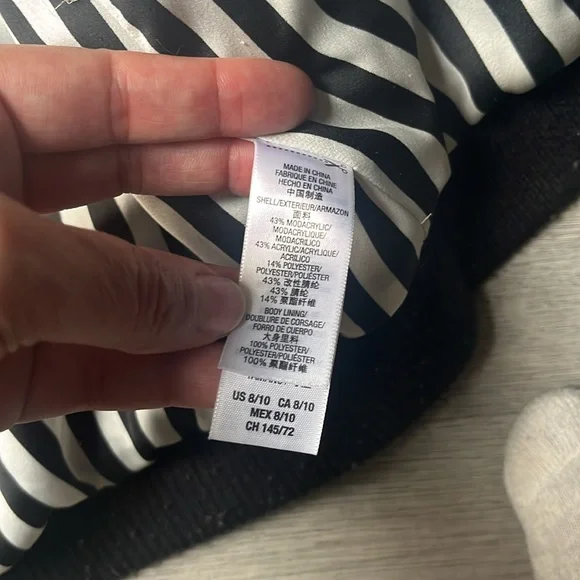 MADE IN CHINA
FABRIQUE EN CHINE
HECHO EN CHINA
中国制造
SHELL/EXTERIEUR/ARMAZON
面料
43% MODACRYLIC/
MODACRYLIQUE/
MODACRILICO
43% ACRYLIC/ACRYLIQUE/
ACRILICO
14% POLYESTER/
POLYESTER/POLIÉSTER
43% 改性腈纶
43% 腈纶
14% 聚酯纤维
BODY LINING/
DOUBLURE DE CORSAGE/
FORRO DE CUERPO
大身里料
100% POLYESTER/
POLYESTER/POLIÉSTER
100% 聚酯纤维
US 8/10 CA 8/10
MEX 8/10
CH 145/72